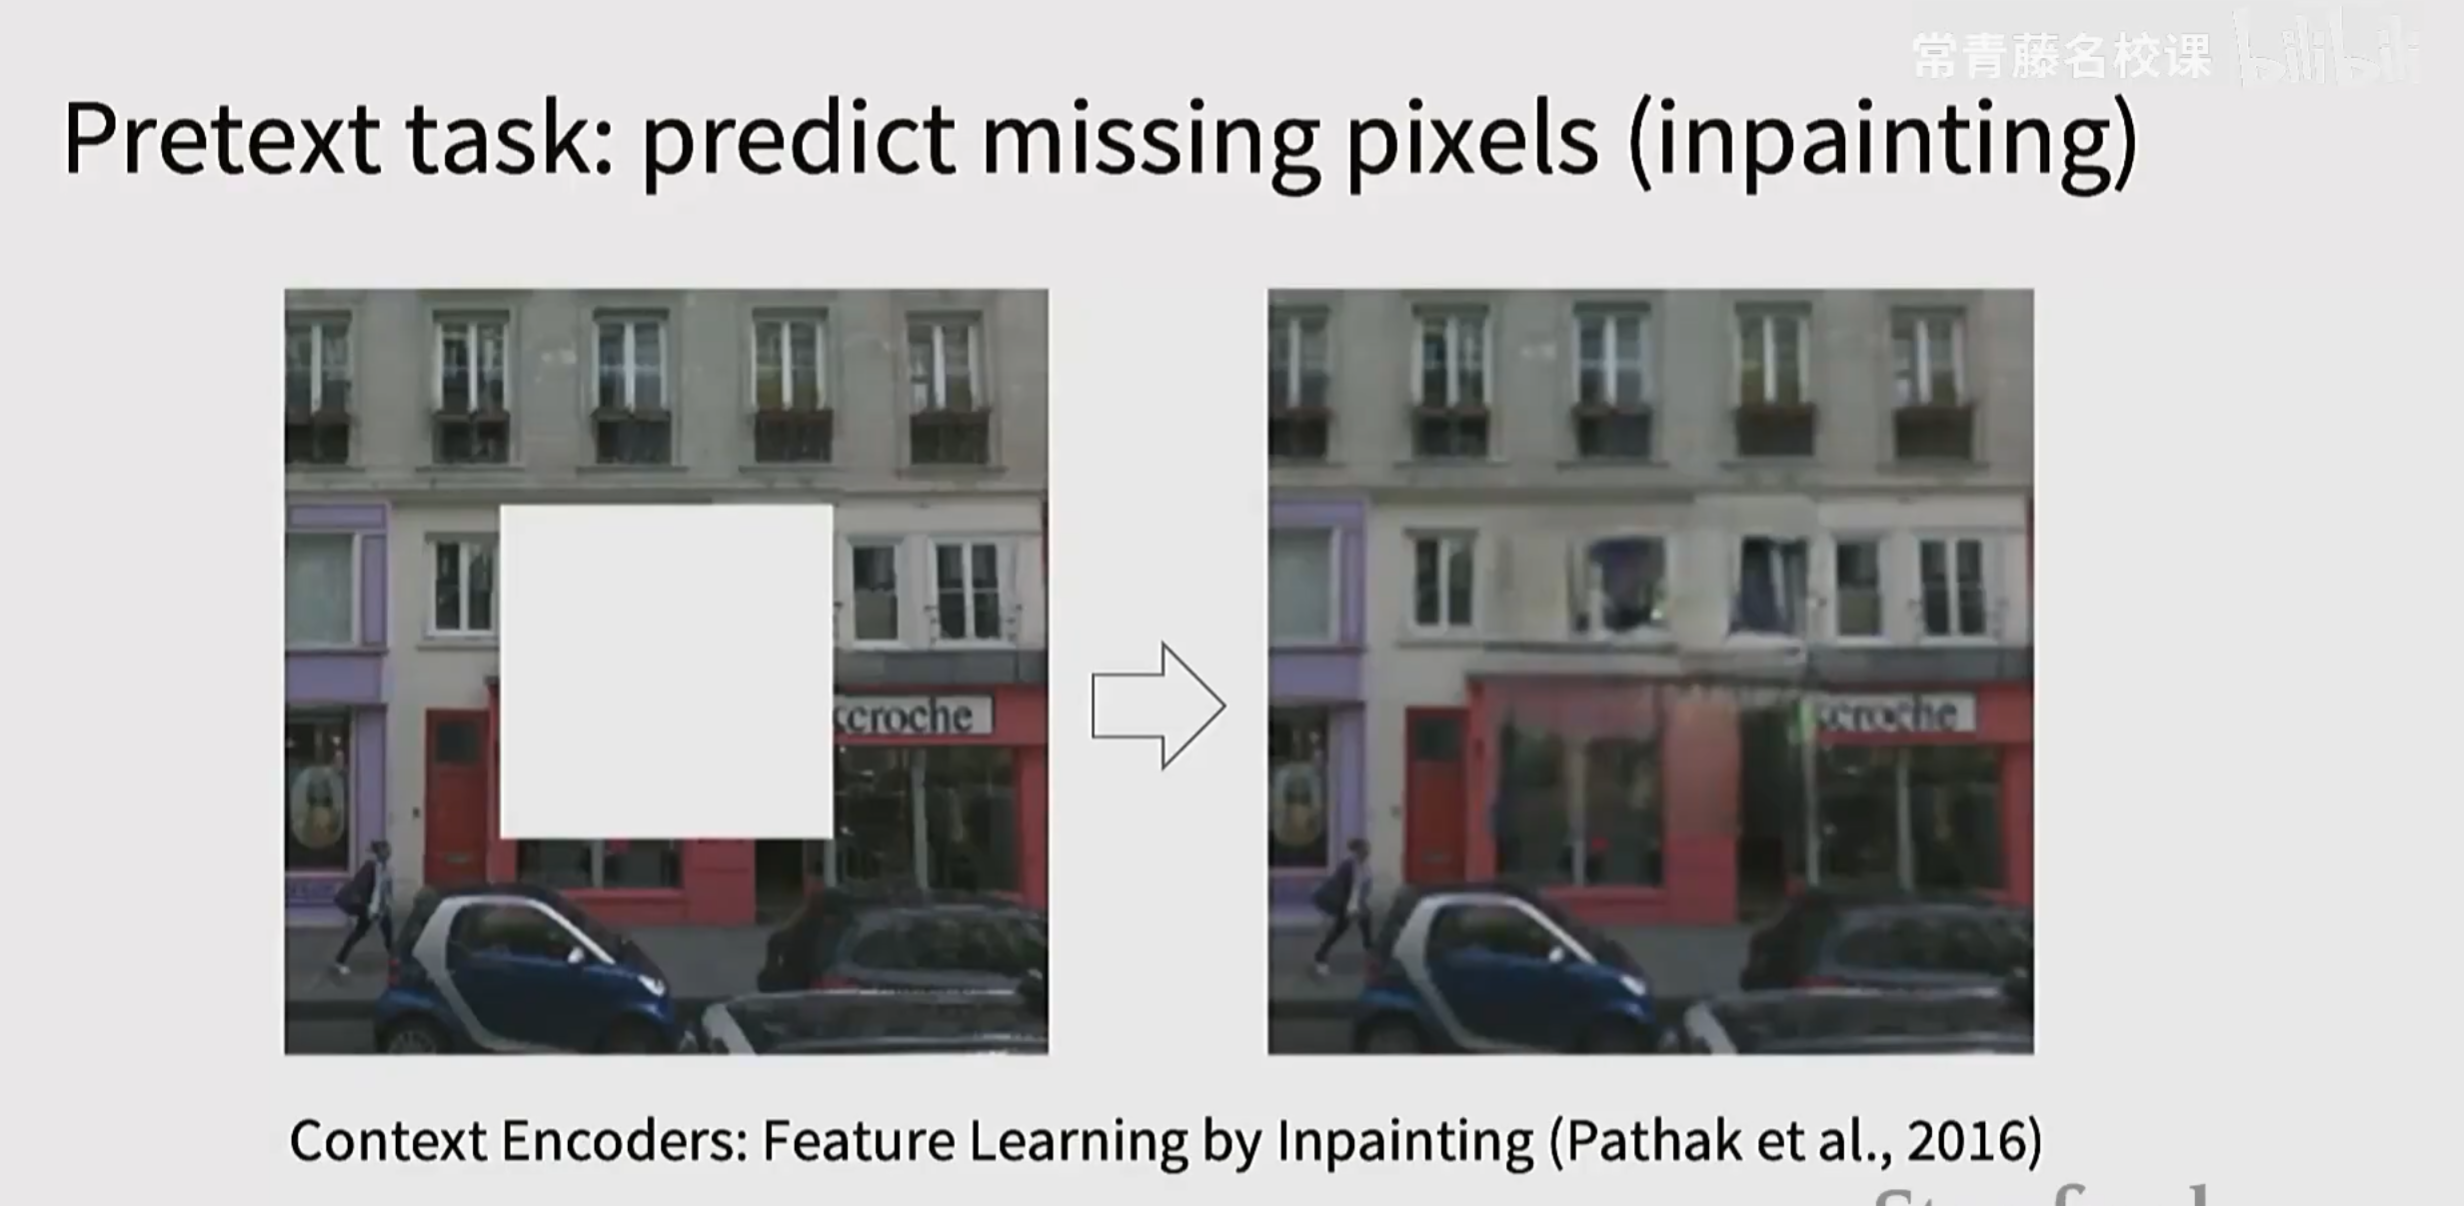 常青藤名校课 bilibili
Pretext task: predict missing pixels (inpainting)
croche
croche
Context Encoders: Feature Learning by Inpainting (Pathak et al., 2016)